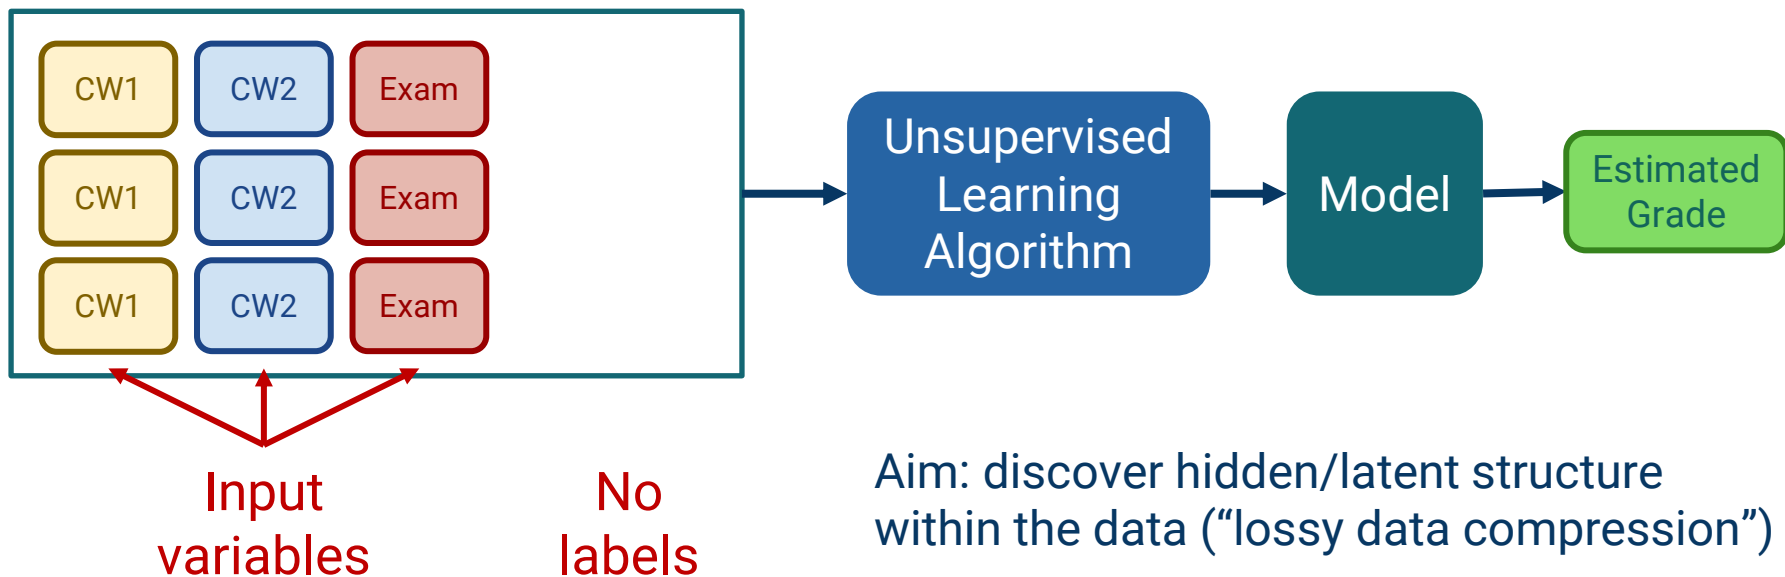 CW1 CW2 Exam
CW1 CW2 Exam
CW1 CW2 Exam
Unsupervised
Learning
Algorithm
Model
Estimated
Grade
Input
variables
No
labels
Aim: discover hidden/latent structure
within the data (“lossy data compression”)